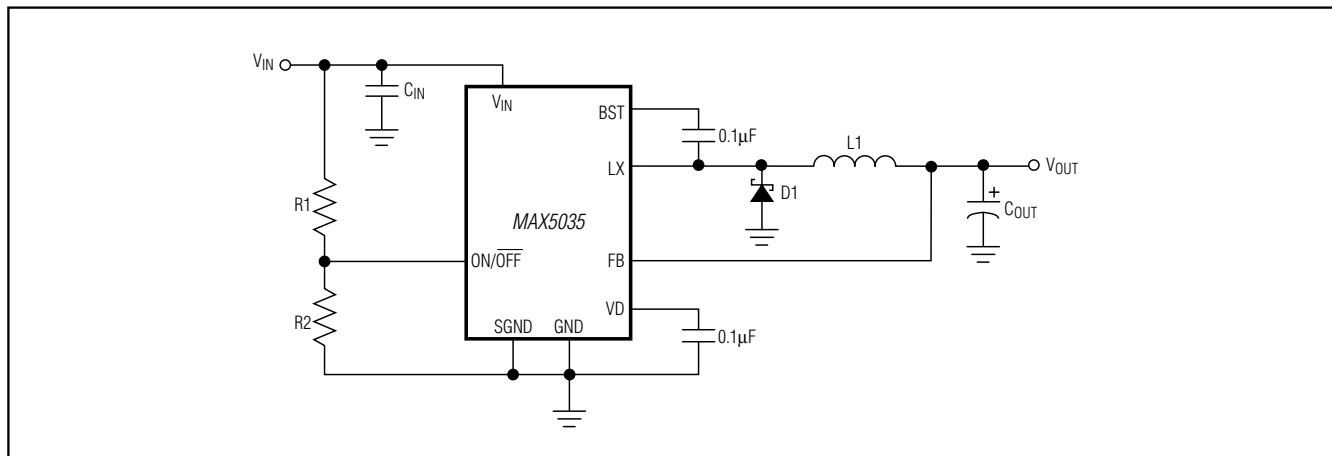 VIN
CIN
VIN
BST
0.1µF
LX
L1
VOUT
D1
+
COUT
R1
MAX5035
ON/OFF
FB
R2
VD
SGND
GND
0.1µF